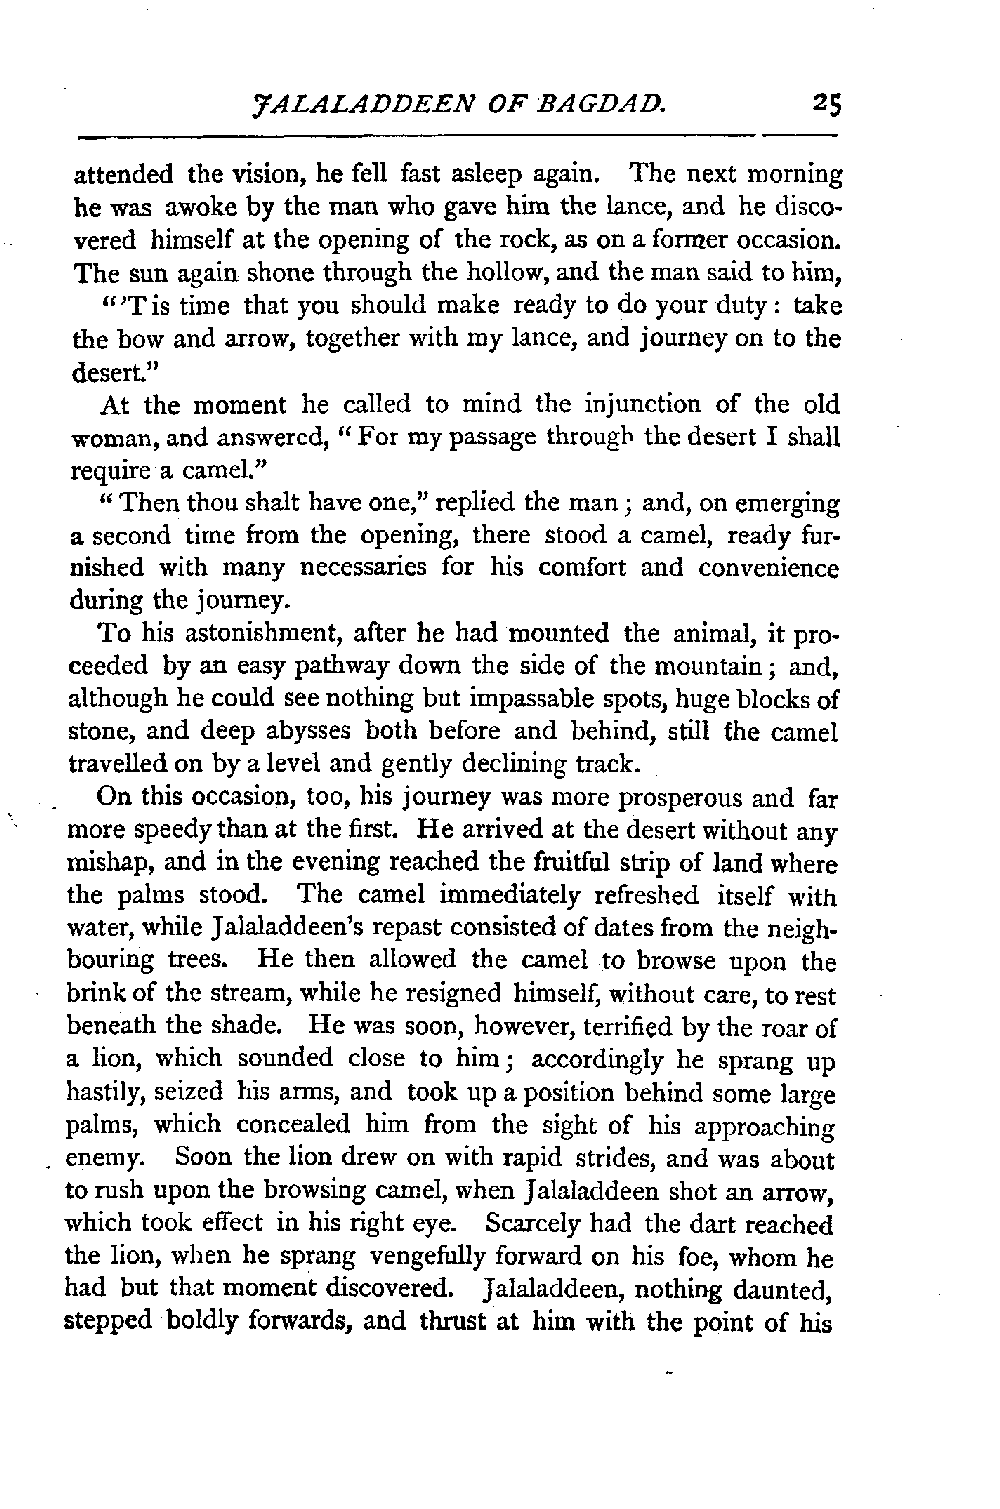 JALALADDEEN OF BAGDAD. 25
attended the vision, he fell fast asleep again. The next morning
he was awoke by the man who gave him the lance, and he disco-
vered himself at the opening of the rock, as on a former occasion.
The sun again shone through the hollow, and the man said to him,
“’Tis time that you should make ready to do your duty: take
the bow and arrow, together with my lance, and journey on to the
desert.”
At the moment he called to mind the injunction of the old
woman, and answered, “For my passage through the desert I shall
require a camel.”
“Then thou shalt have one,” replied the man; and, on emerging
a second time from the opening, there stood a camel, ready fur-
nished with many necessaries for his comfort and convenience
during the journey.
To his astonishment, after he had mounted the animal, it pro-
ceeded by an easy pathway down the side of the mountain; and,
although he could see nothing but impassable spots, huge blocks of
stone, and deep abysses both before and behind, still the camel
travelled on by a level and gently declining track.
On this occasion, too, his journey was more prosperous and far
more speedy than at the first. He arrived at the desert without any
mishap, and in the evening reached the fruitful strip of land where
the palms stood. The camel immediately refreshed itself with
water, while Jalaladdeen’s repast consisted of dates from the neigh-
bouring trees. He then allowed the camel to browse upon the
brink of the stream, while he resigned himself, without care, to rest
beneath the shade. He was soon, however, terrified by the roar of
a lion, which sounded close to him; accordingly he sprang up
hastily, seized his arms, and took up a position behind some large
palms, which concealed him from the sight of his approaching
enemy. Soon the lion drew on with rapid strides, and was about
to rush upon the browsing camel, when Jalaladdeen shot an arrow,
which took effect in his right eye. Scarcely had the dart reached
the lion, when he sprang vengefully forward on his foe, whom he
had but that moment discovered. Jalaladdeen, nothing daunted,
stepped boldly forwards, and thrust at him with the point of his